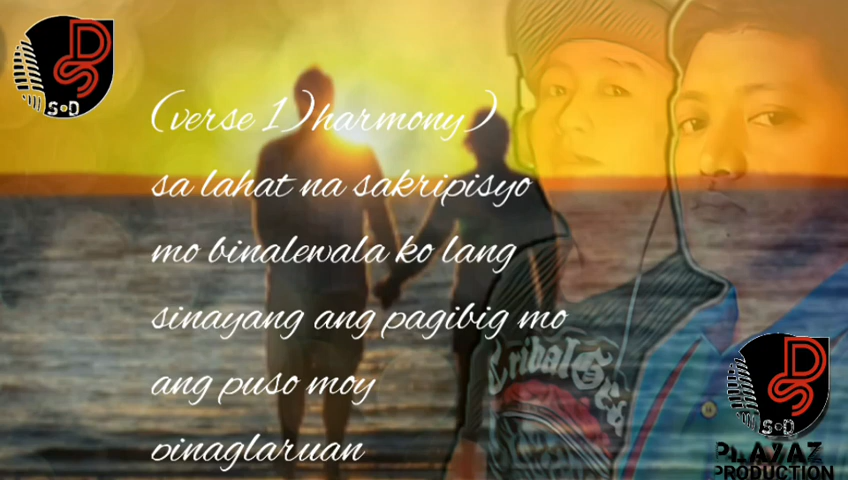 S•D
(verse 1)harmony)
sa lahat na sakripisyo
mo binalewala ko lang
sinayang ang pagibig mo
ang puso moy
pinaglaruan
S•D
PLAYAZ
PRODUCTION